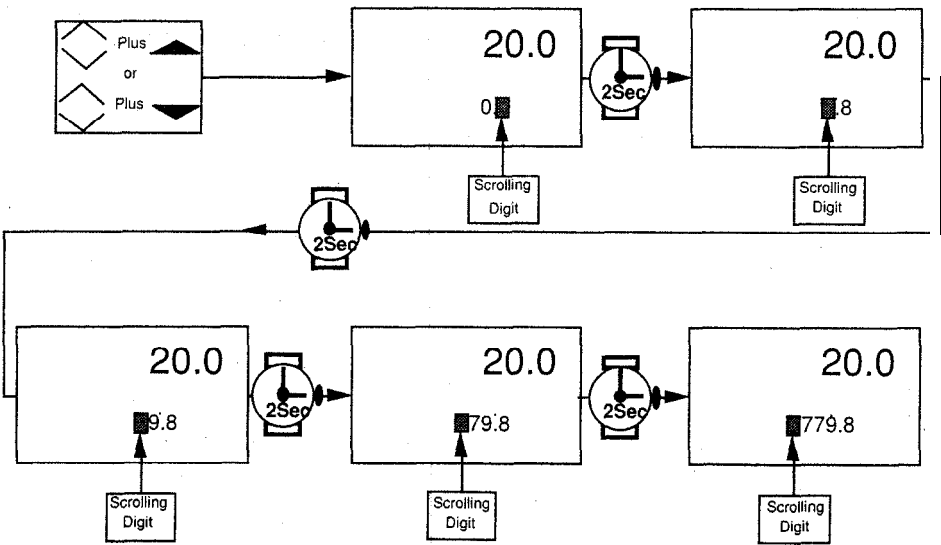 Plus
or
Plus
20.0
0.
Scrolling
Digit
2Sec
20.0
.8
Scrolling
Digit
2Sec
20.0
9.8
Scrolling
Digit
2Sec
20.0
79.8
Scrolling
Digit
2Sec
20.0
779.8
Scrolling
Digit